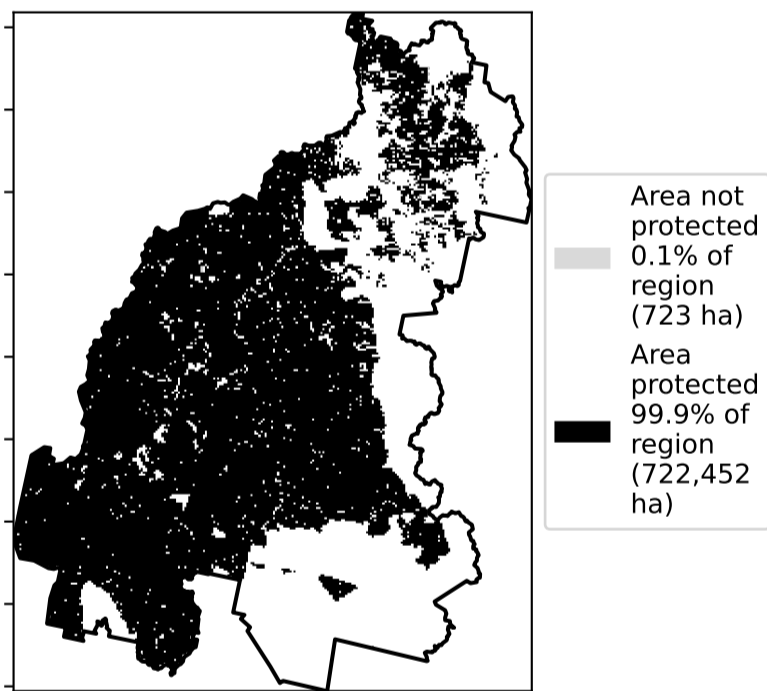 Area not
protected
0.1% of
region
(723 ha)
Area
protected
99.9% of
region
(722,452
ha)